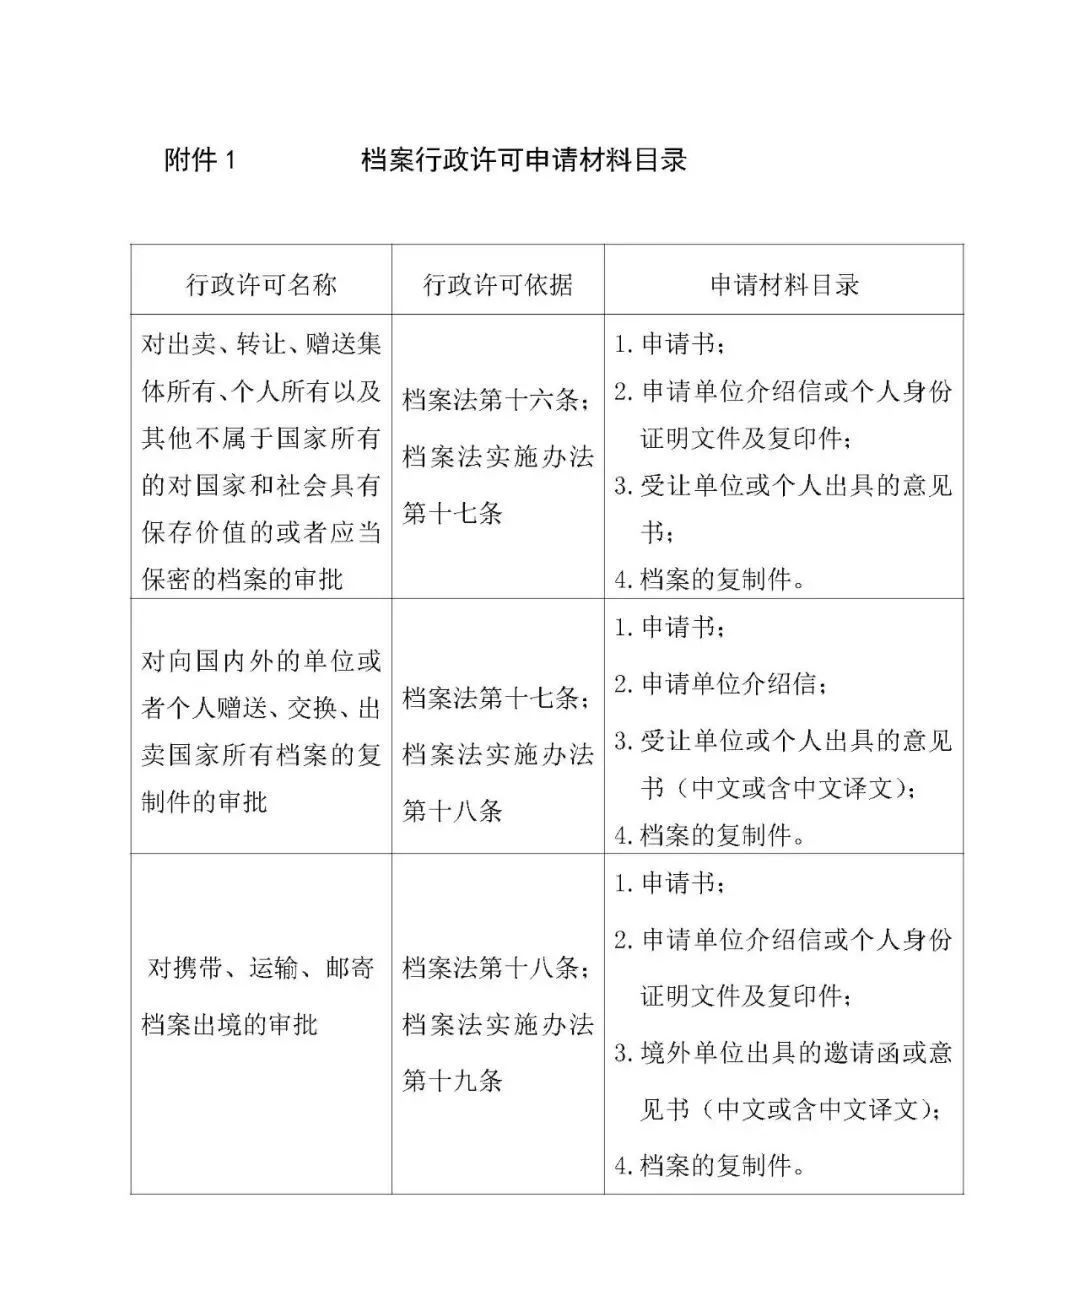 附件1 档案行政许可申请材料目录
行政许可名称
行政许可依据
申请材料目录
对出卖、转让、赠送集
体所有、个人所有以及
其他不属于国家所有
的对国家和社会具有
保存价值的或者应当
保密的档案的审批
档案法第十六条；
档案法实施办法
第十七条
1. 申请书；
2. 申请单位介绍信或个人身份
证明文件及复印件；
3. 受让单位或个人出具的意见
书；
4. 档案的复制件。
对向国内外的单位或
者个人赠送、交换、出
卖国家所有档案的复
制件的审批
档案法第十七条；
档案法实施办法
第十八条
1. 申请书；
2. 申请单位介绍信；
3. 受让单位或个人出具的意见
书（中文或含中文译文）；
4. 档案的复制件。
对携带、运输、邮寄
档案出境的审批
档案法第十八条；
档案法实施办法
第十九条
1. 申请书；
2. 申请单位介绍信或个人身份
证明文件及复印件；
3. 境外单位出具的邀请函或意
见书（中文或含中文译文）；
4. 档案的复制件。